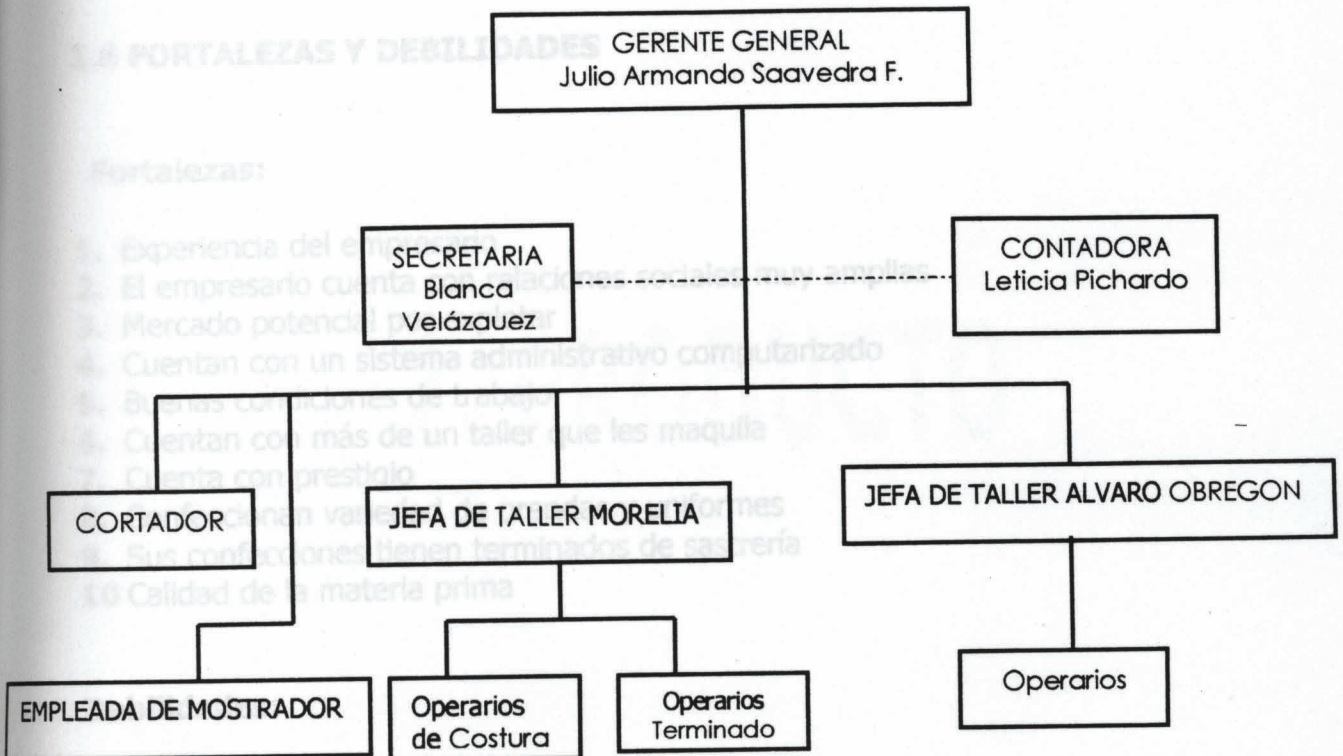 GERENTE GENERAL
Julio Armando Saavedra F.
1.8 FORTALEZAS Y DEBILIDADES
Fortalezas:
SECRETARIA
Blanca
Velázauez
CONTADORA
Leticia Pichardo
1. Experiencia del empresario
2. El empresario cuenta con relaciones sociales muy amplias
3. Mercado potencial por explotar
4. Cuentan con un sistema administrativo computarizado
5. Buenas condiciones de trabajo
6. Cuentan con más de un taller que les maquila
7. Cuenta con prestigio
8. Confeccionan variedad de prendas y uniformes
9. Sus confecciones tienen terminados de sastrería
10 Calidad de la materia prima
CORTADOR
JEFA DE TALLER MORELIA
JEFA DE TALLER ALVARO OBREGON
EMPLEADA DE MOSTRADOR
Operarios
de Costura
Operarios
Terminado
Operarios